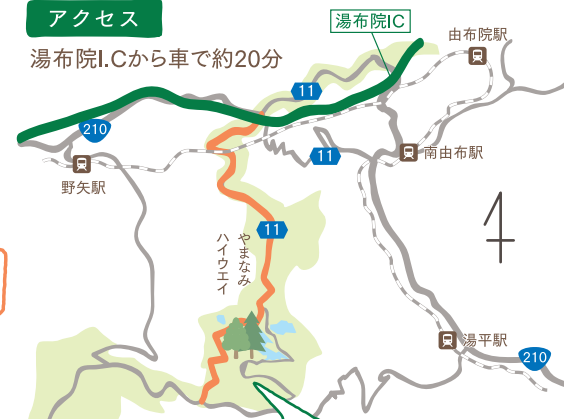 アクセス
湯布院I.Cから車で約20分
湯布院IC
由布院駅
11
210
11
南由布駅
野矢駅
11
やまなみ
ハイウエイ
湯平駅
210